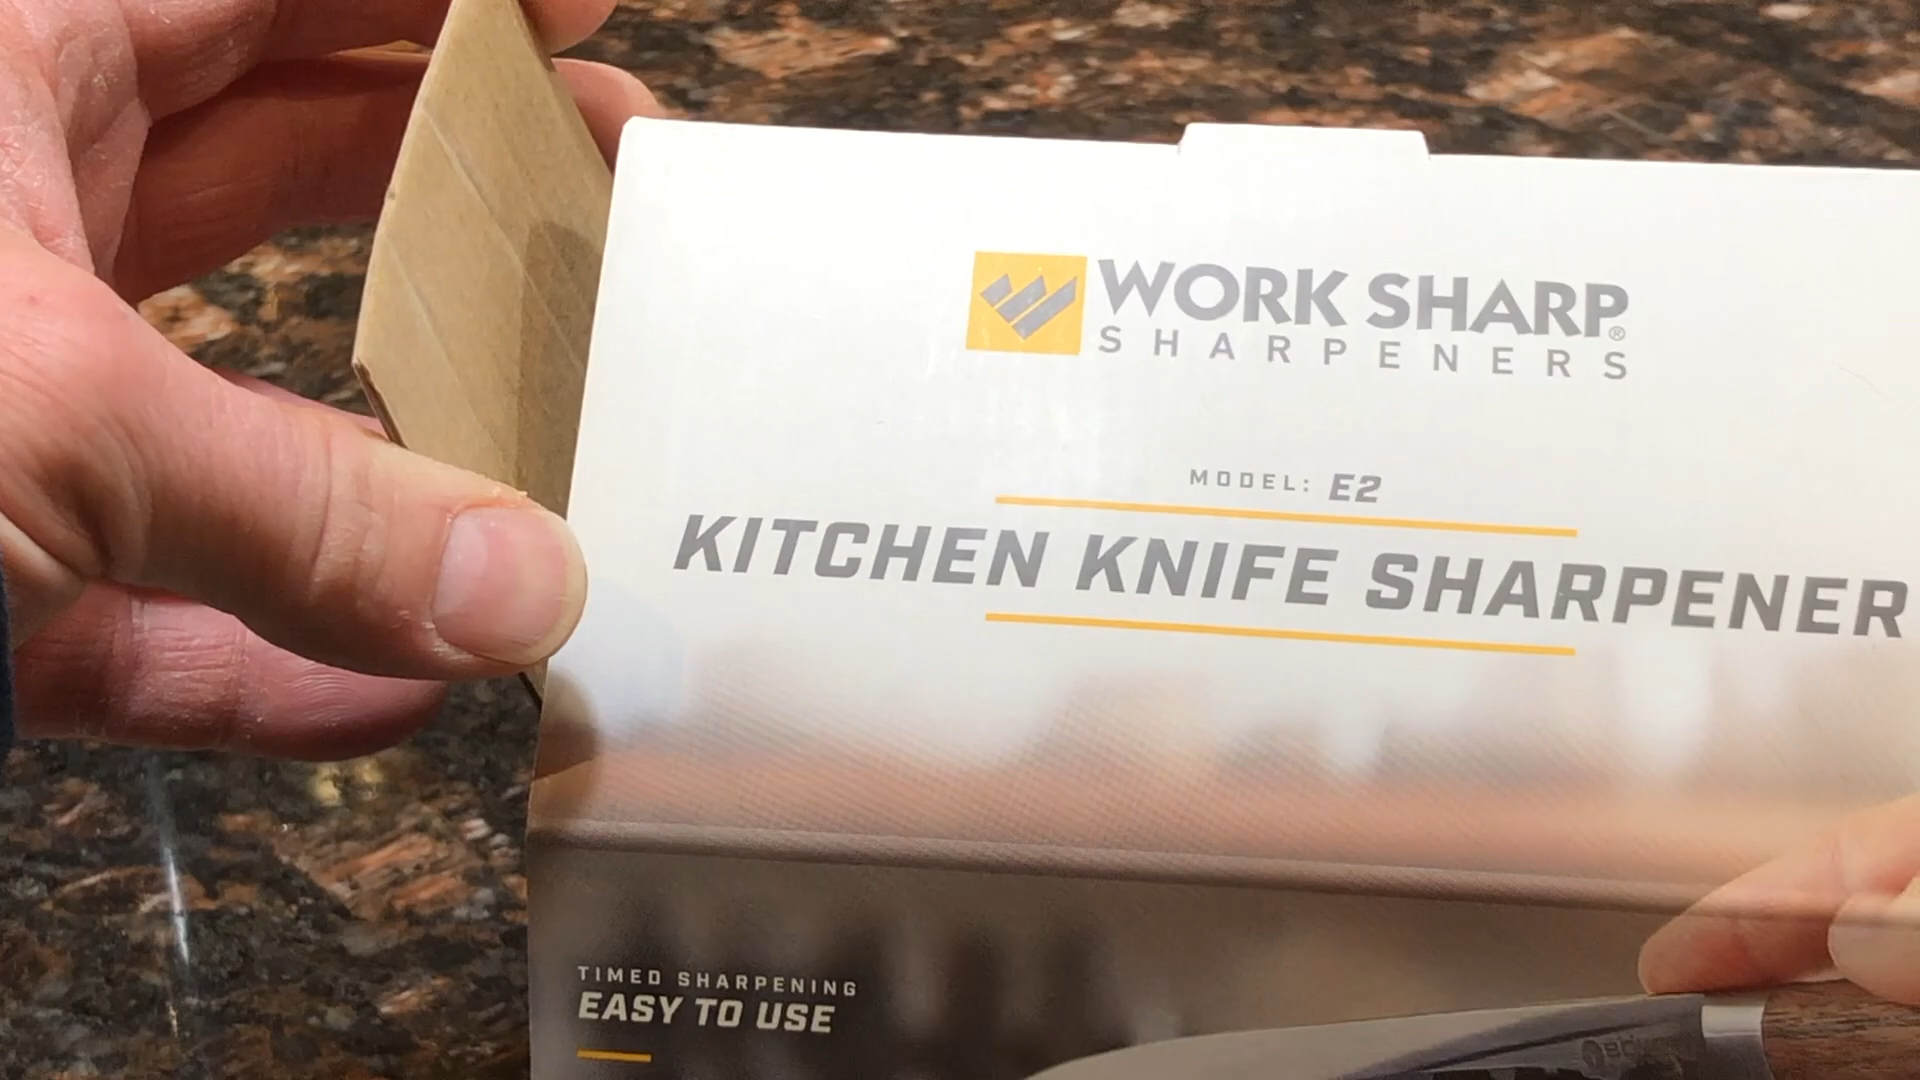 WORK SHARP®
SHARPENERS
MODEL: E2
KITCHEN KNIFE SHARPENER
TIMED SHARPENING
EASY TO USE